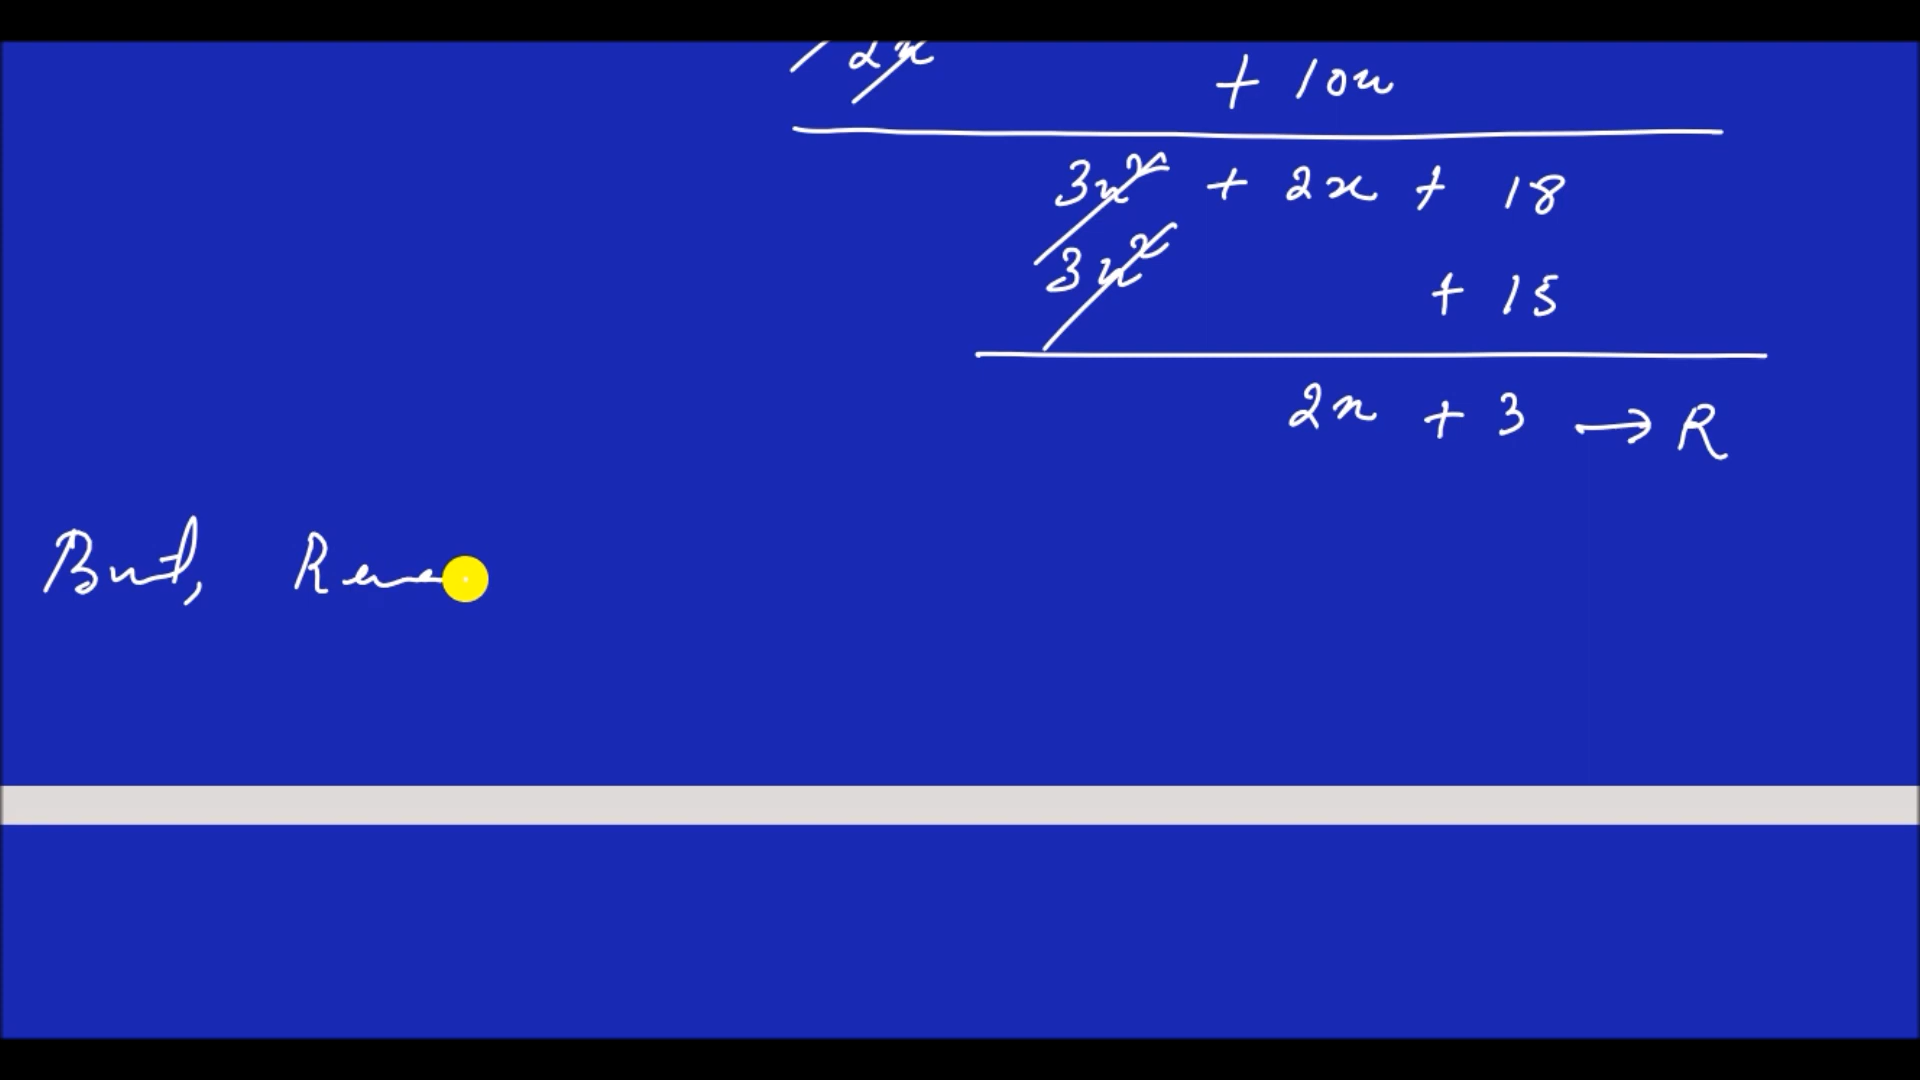 2x
+ 10x
3x² + 2x + 18
3x² + 15
2x + 3 → R
But,